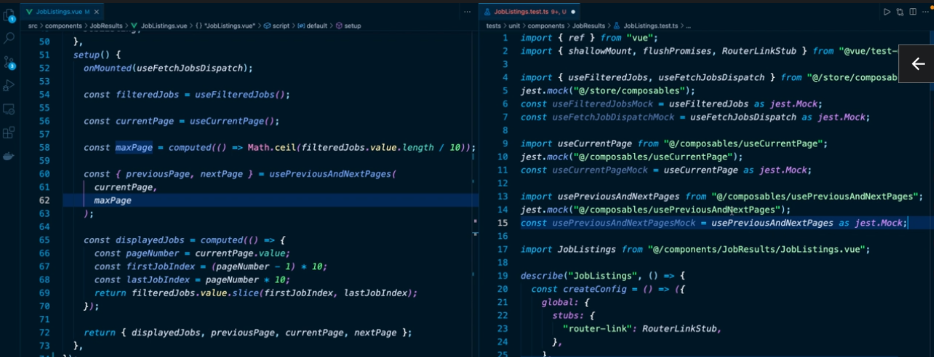 JobListings.vue U
src > components > JobResults > JobListings.vue > {} "JobListings.vue" > script > default > setup
50 },
51 setup() {
52 onMounted(useFetchJobsDispatch);
53
54 const filteredJobs = useFilteredJobs();
55
56 const currentPage = useCurrentPage();
57
58 const maxPage = computed(() => Math.ceil(filteredJobs.value.length / 10));
59
60 const { previousPage, nextPage } = usePreviousAndNextPages(
61 currentPage,
62 maxPage
63 );
64
65 const displayedJobs = computed(() => {
66 const pageNumber = currentPage.value;
67 const firstJobIndex = (pageNumber - 1) * 10;
68 const lastJobIndex = pageNumber * 10;
69 return filteredJobs.value.slice(firstJobIndex, lastJobIndex);
70 });
71
72 return { displayedJobs, previousPage, currentPage, nextPage };
73 },
JobListings.test.ts 9+, U
tests > unit > components > JobResults > JobListings.test.ts > ...
1 import { ref } from "vue";
2 import { shallowMount, flushPromises, RouterLinkStub } from "@vue/test-
3
4 import { useFilteredJobs, useFetchJobsDispatch } from "@/store/composab
5 jest.mock("@/store/composables");
6 const useFilteredJobsMock = useFilteredJobs as jest.Mock;
7 const useFetchJobDispatchMock = useFetchJobsDispatch as jest.Mock;
8
9 import useCurrentPage from "@/composables/useCurrentPage";
10 jest.mock("@/composables/useCurrentPage");
11 const useCurrentPageMock = useCurrentPage as jest.Mock;
12
13 import usePreviousAndNextPages from "@/composables/usePreviousAndNextPages";
14 jest.mock("@/composables/usePreviousAndNextPages");
15 const usePreviousAndNextPagesMock = usePreviousAndNextPages as jest.Mock;
16
17 import JobListings from "@/components/JobResults/JobListings.vue";
18
19 describe("JobListings", () => {
20 const createConfig = () => ({
21 global: {
22 stubs: {
23 "router-link": RouterLinkStub,
24 },
25 },